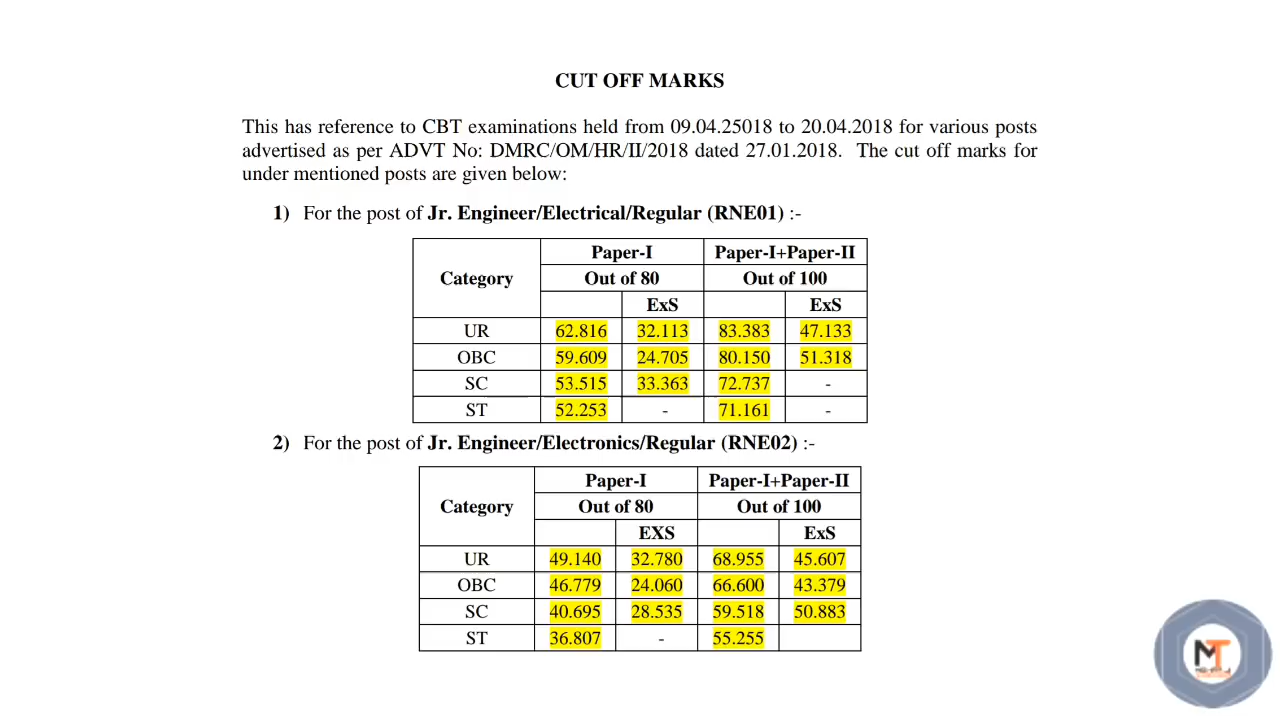 CUT OFF MARKS
This has reference to CBT examinations held from 09.04.25018 to 20.04.2018 for various posts
advertised as per ADVT No: DMRC/OM/HR/II/2018 dated 27.01.2018. The cut off marks for
under mentioned posts are given below:
1) For the post of Jr. Engineer/Electrical/Regular (RNE01) :-
Category Paper-I Paper-I+Paper-II
Out of 80 Out of 100
ExS ExS
UR 62.816 32.113 83.383 47.133
OBC 59.609 24.705 80.150 51.318
SC 53.515 33.363 72.737 -
ST 52.253 - 71.161 -
2) For the post of Jr. Engineer/Electronics/Regular (RNE02) :-
Category Paper-I Paper-I+Paper-II
Out of 80 Out of 100
EXS ExS
UR 49.140 32.780 68.955 45.607
OBC 46.779 24.060 66.600 43.379
SC 40.695 28.535 59.518 50.883
ST 36.807 - 55.255
MT